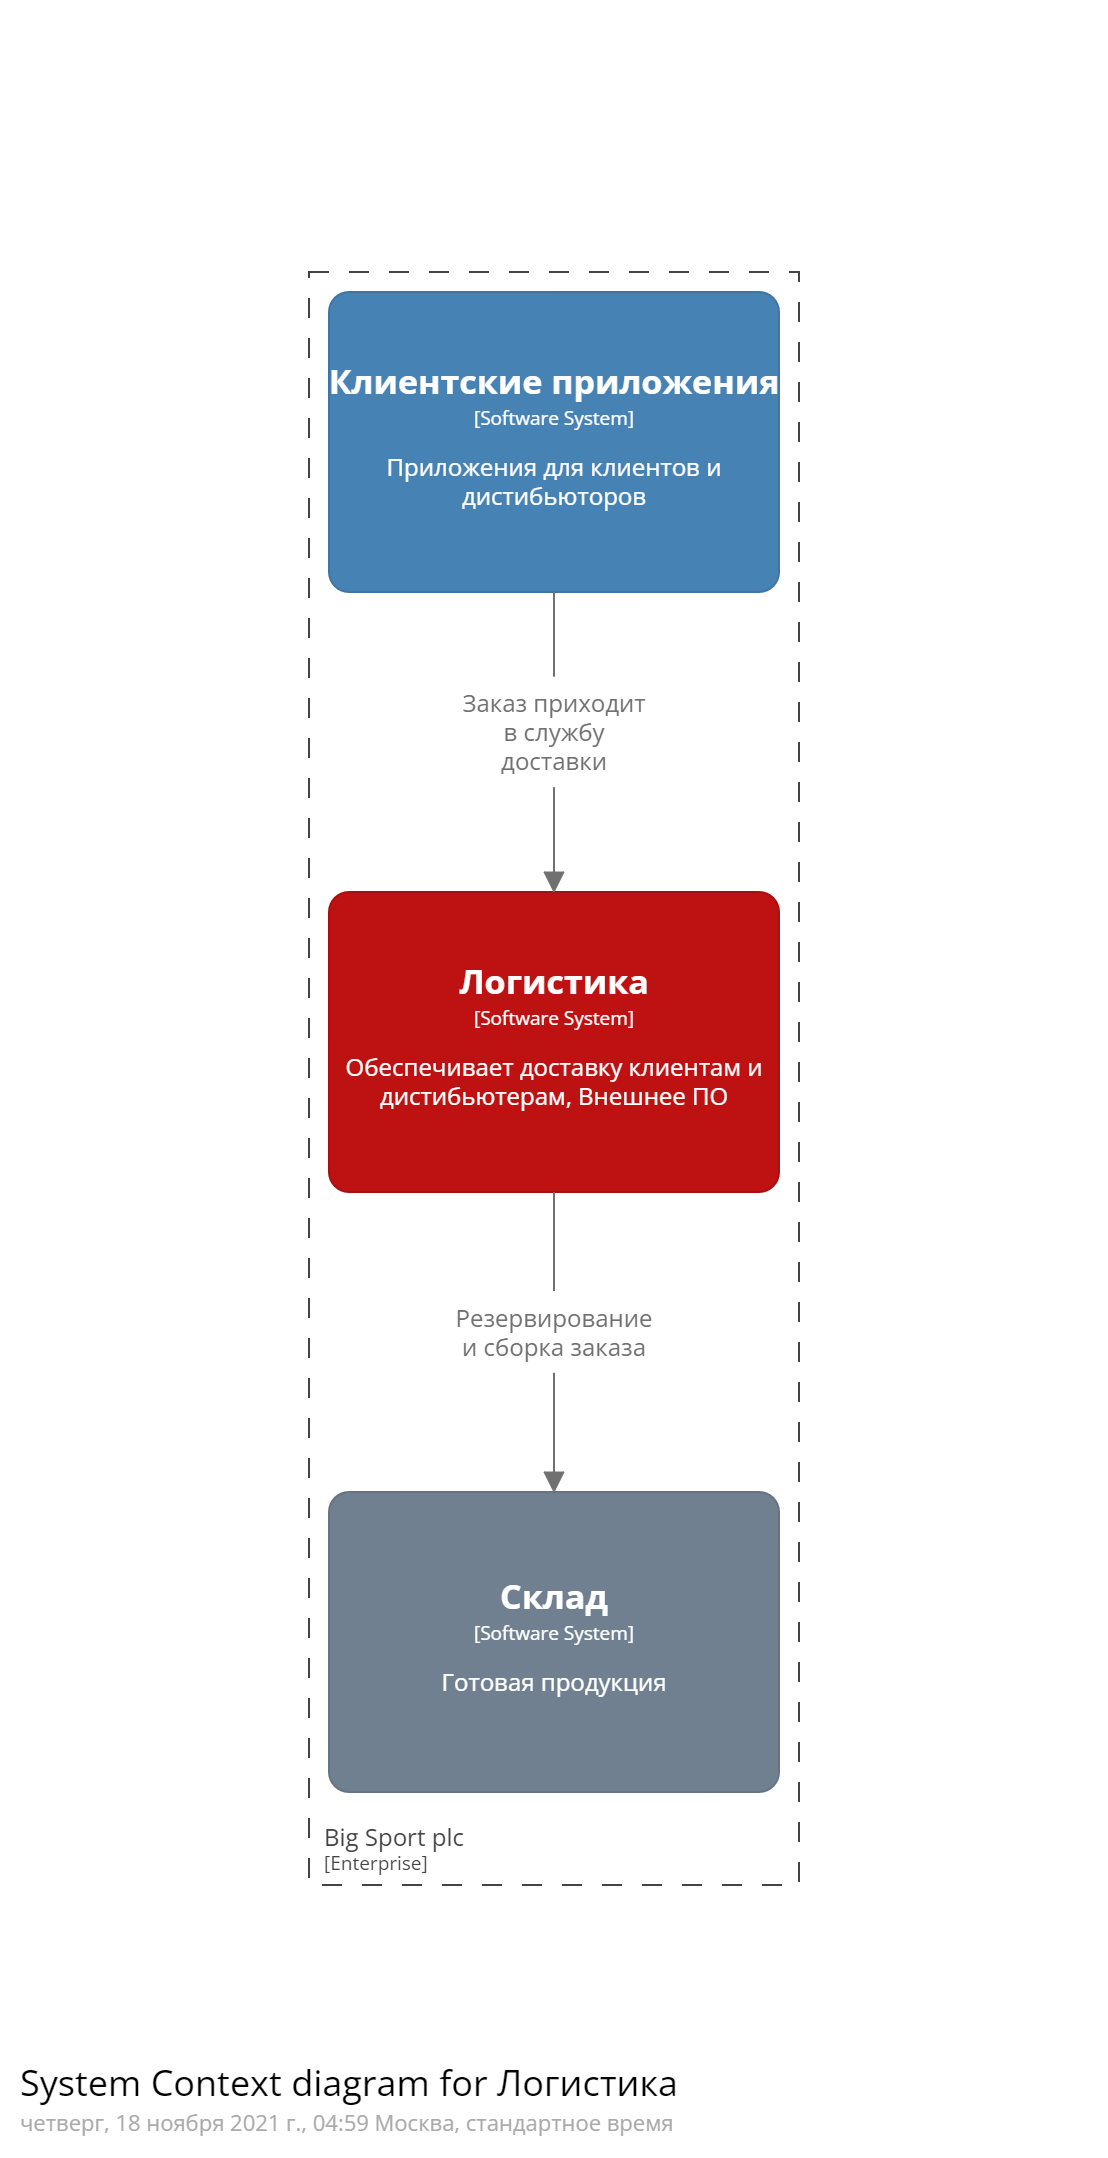 Клиентские приложения
[Software System]
Приложения для клиентов и
дистибьюторов
Заказ приходит
в службу
доставки
Логистика
[Software System]
Обеспечивает доставку клиентам и
дистибьютерам, Внешнее ПО
Резервирование
и сборка заказа
Склад
[Software System]
Готовая продукция
Big Sport plc
[Enterprise]
System Context diagram for Логистика
четверг, 18 ноября 2021 г., 04:59 Москва, стандартное время